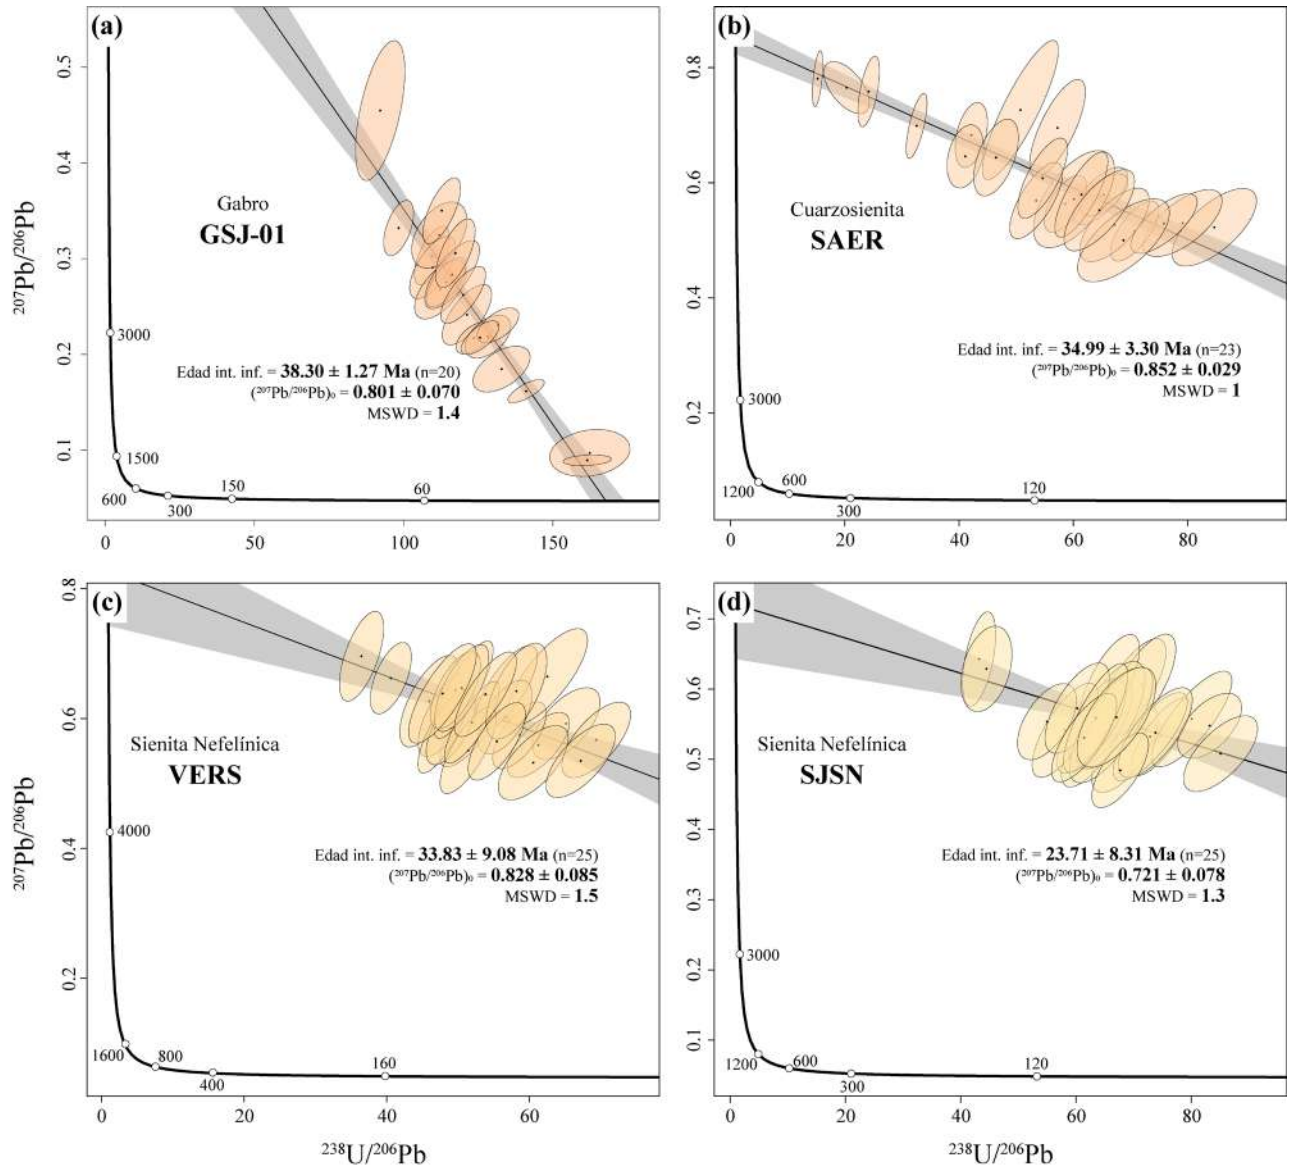 (a)
Gabro
GSJ-01
Edad int. inf. = 38.30 ± 1.27 Ma (n=20)
(²⁰⁷Pb/²⁰⁶Pb)₀ = 0.801 ± 0.070
MSWD = 1.4
0.5
0.4
0.3
0.2
0.1
²⁰⁷Pb/²⁰⁶Pb
3000
1500
600
300
150
60
0
50
100
150
(b)
Cuarzosienita
SAER
Edad int. inf. = 34.99 ± 3.30 Ma (n=23)
(²⁰⁷Pb/²⁰⁶Pb)₀ = 0.852 ± 0.029
MSWD = 1
0.8
0.6
0.4
0.2
3000
1200
600
300
120
0
20
40
60
80
(c)
Sienita Nefelínica
VERS
Edad int. inf. = 33.83 ± 9.08 Ma (n=25)
(²⁰⁷Pb/²⁰⁶Pb)₀ = 0.828 ± 0.085
MSWD = 1.5
0.8
0.6
0.4
0.2
²⁰⁷Pb/²⁰⁶Pb
4000
1600
800
400
160
0
20
40
60
²³⁸U/²⁰⁶Pb
(d)
Sienita Nefelínica
SJSN
Edad int. inf. = 23.71 ± 8.31 Ma (n=25)
(²⁰⁷Pb/²⁰⁶Pb)₀ = 0.721 ± 0.078
MSWD = 1.3
0.7
0.6
0.5
0.4
0.3
0.2
0.1
3000
1200
600
300
120
0
20
40
60
80
²³⁸U/²⁰⁶Pb